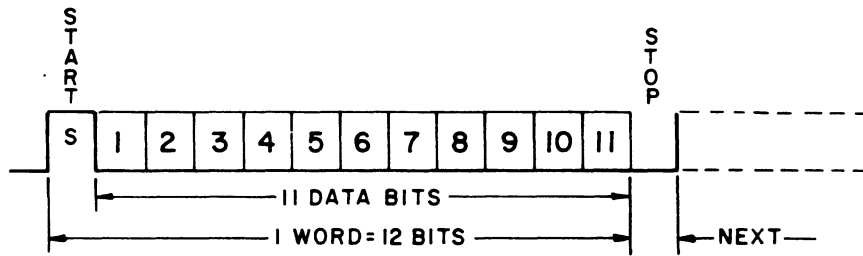 START
STOP
S 1 2 3 4 5 6 7 8 9 10 11
11 DATA BITS
1 WORD = 12 BITS
NEXT